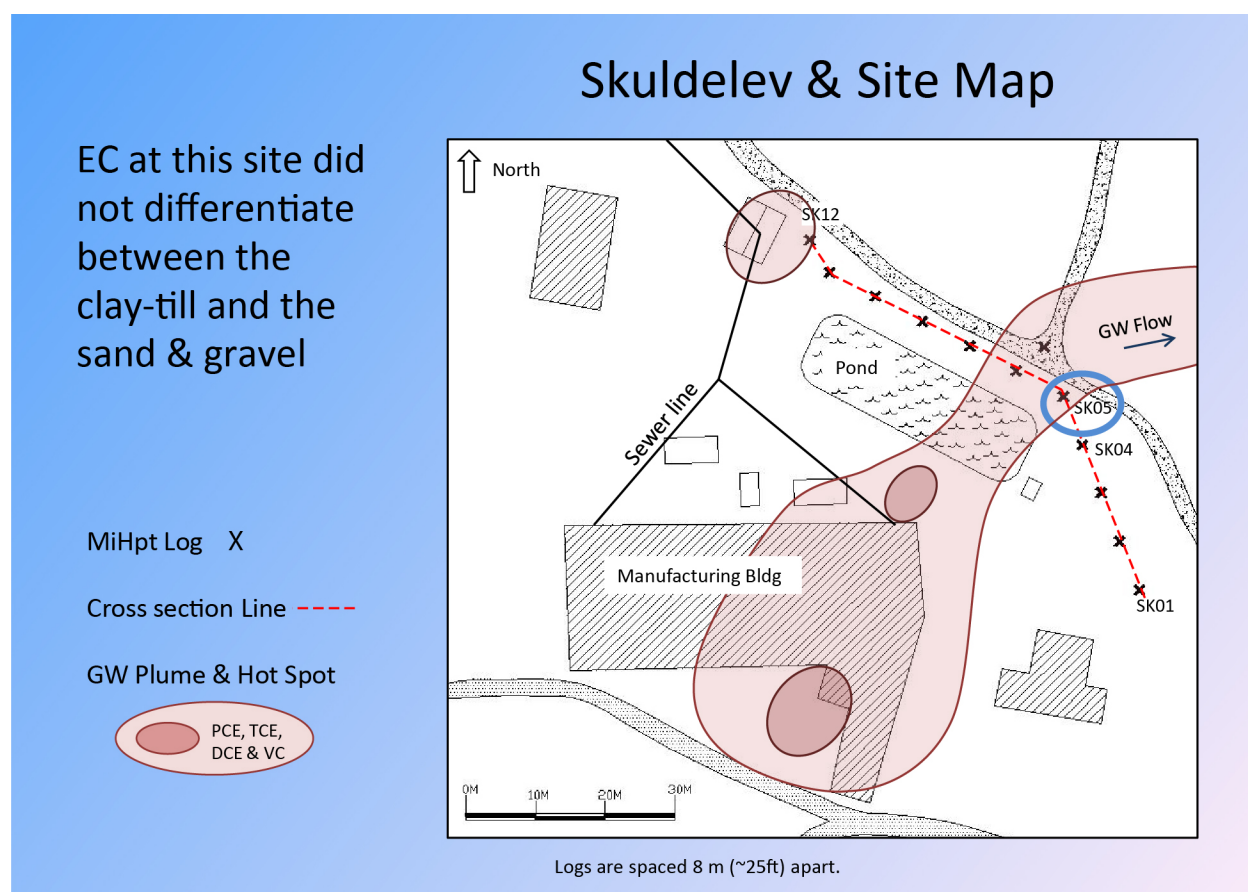 Skuldelev & Site Map
EC at this site did
not differentiate
between the
clay-till and the
sand & gravel
MiHpt Log X
Cross section Line
GW Plume & Hot Spot
PCE, TCE,
DCE & VC
North
SK12
GW Flow
Pond
SK05
SK04
Sewer line
Manufacturing Bldg
SK01
0M 10M 20M 30M
Logs are spaced 8 m (~25ft) apart.